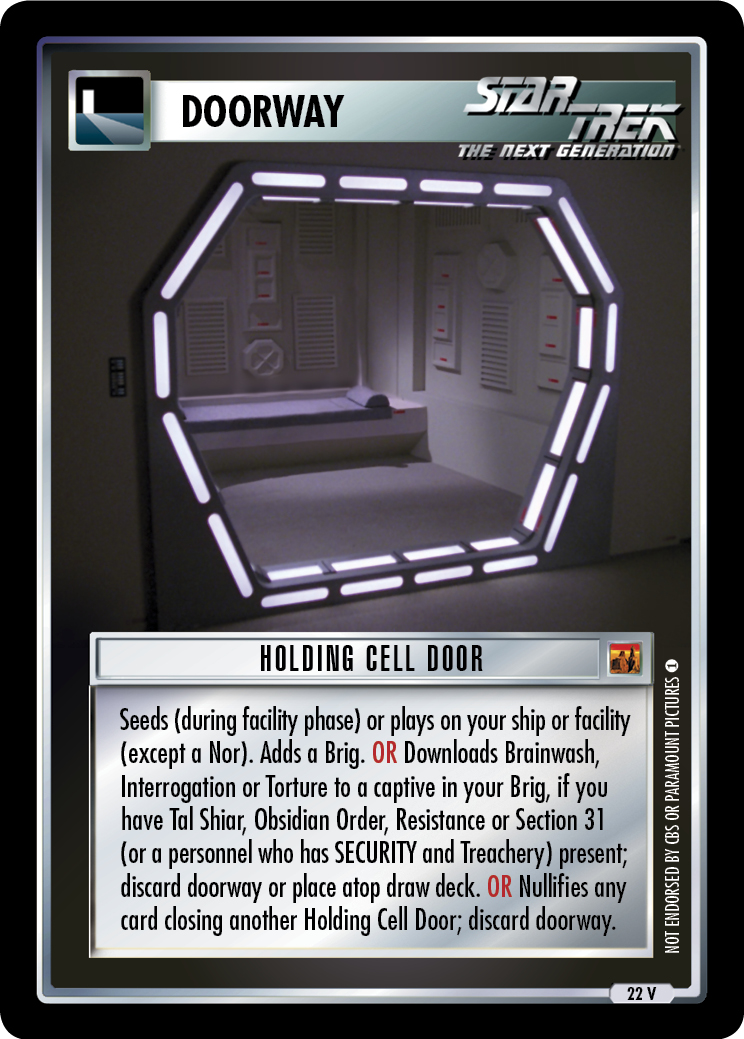 DOORWAY
STAR TREK
THE NEXT GENERATION
HOLDING CELL DOOR
Seeds (during facility phase) or plays on your ship or facility
(except a Nor). Adds a Brig. OR Downloads Brainwash,
Interrogation or Torture to a captive in your Brig, if you
have Tal Shiar, Obsidian Order, Resistance or Section 31
(or a personnel who has SECURITY and Treachery) present;
discard doorway or place atop draw deck. OR Nullifies any
card closing another Holding Cell Door; discard doorway.
NOT ENDORSED BY CBS OR PARAMOUNT PICTURES 1
22 V